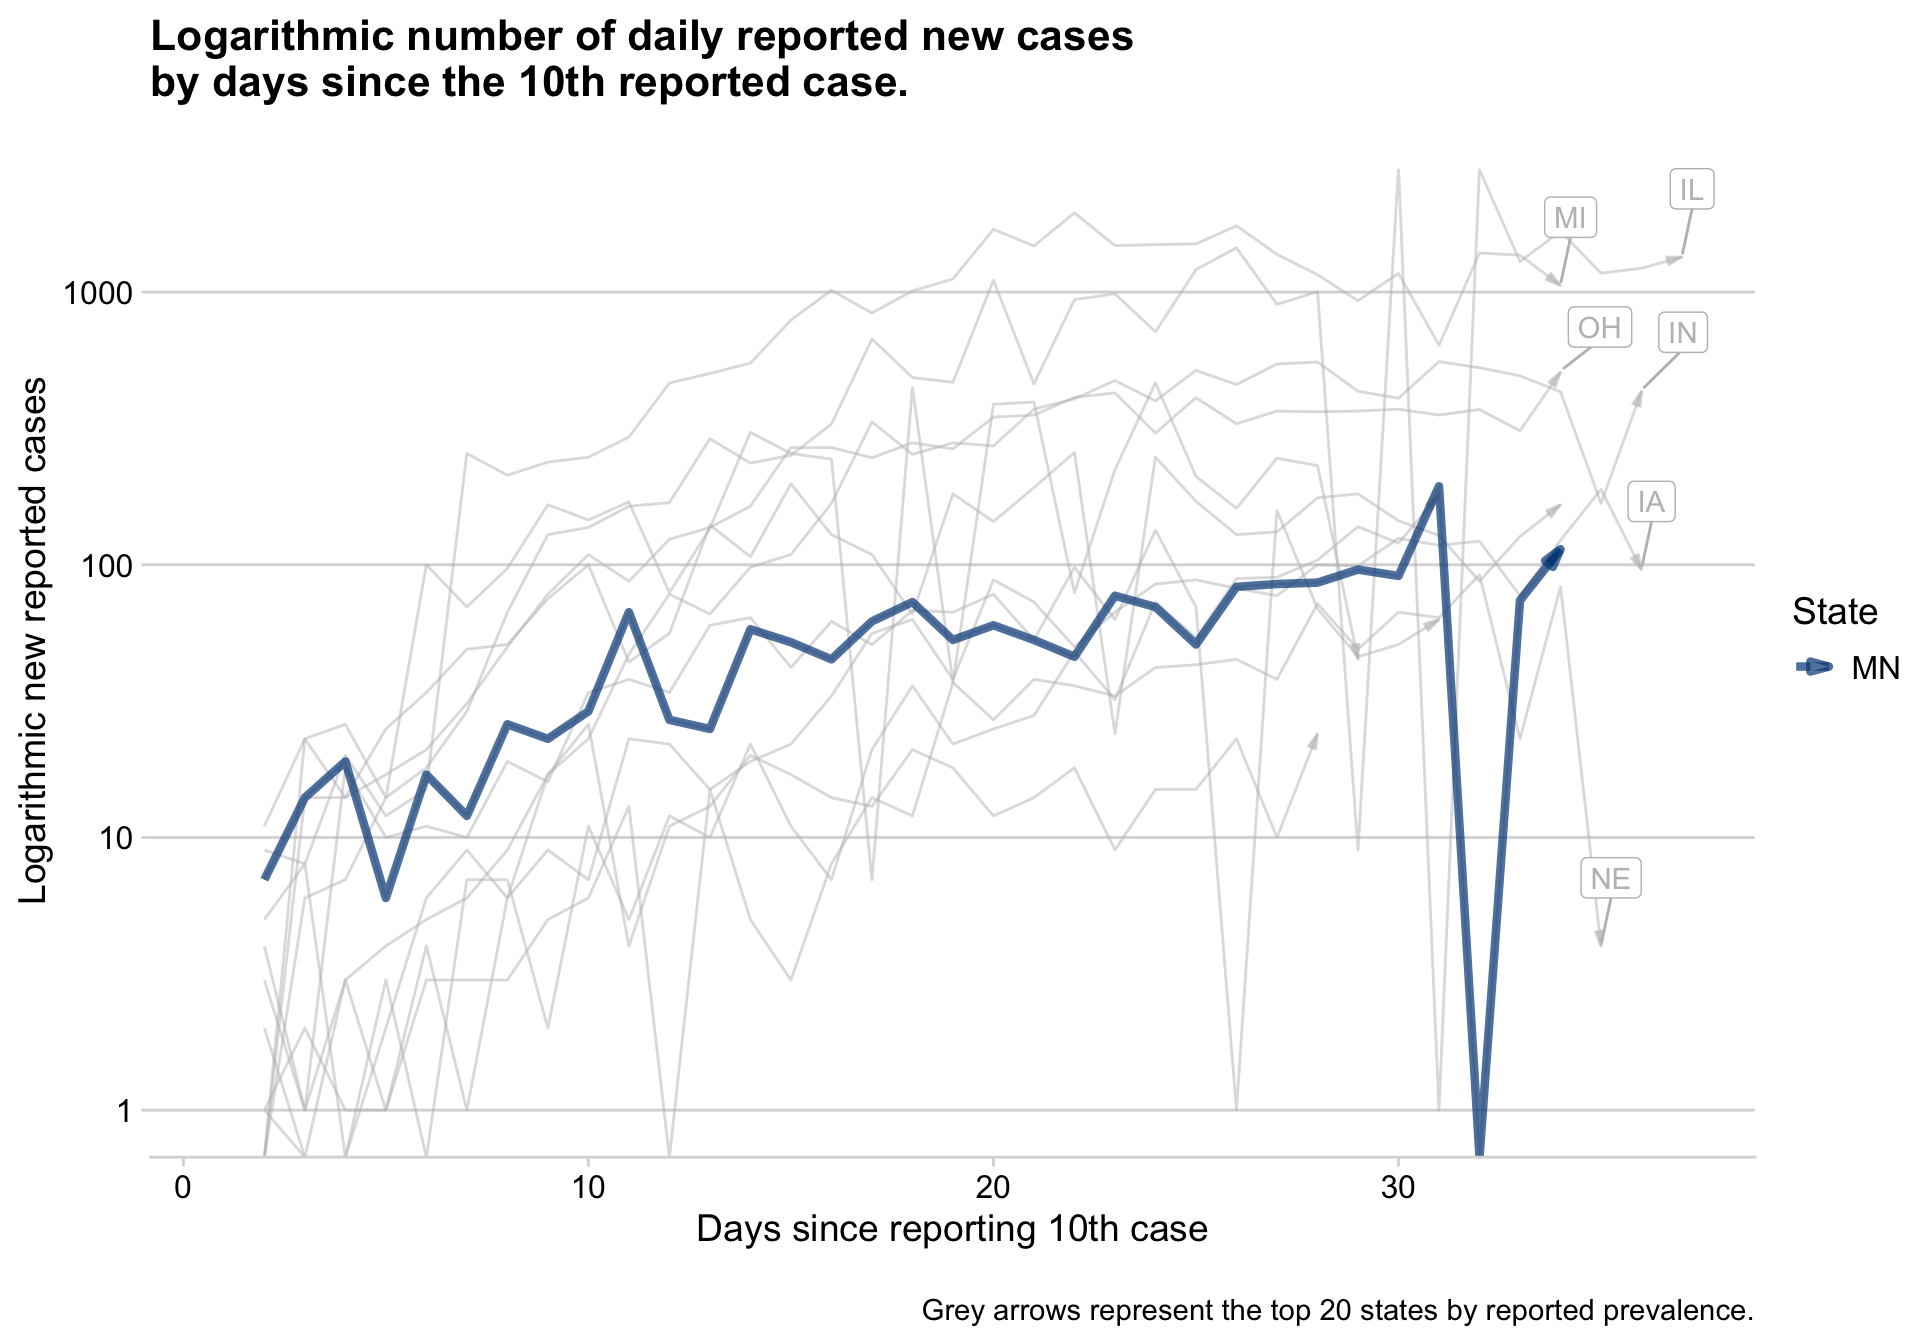 Logarithmic number of daily reported new cases
by days since the 10th reported case.
Logarithmic new reported cases
1000
100
10
1
IL
MI
OH
IN
IA
NE
State
MN
0
10
20
30
Days since reporting 10th case
Grey arrows represent the top 20 states by reported prevalence.